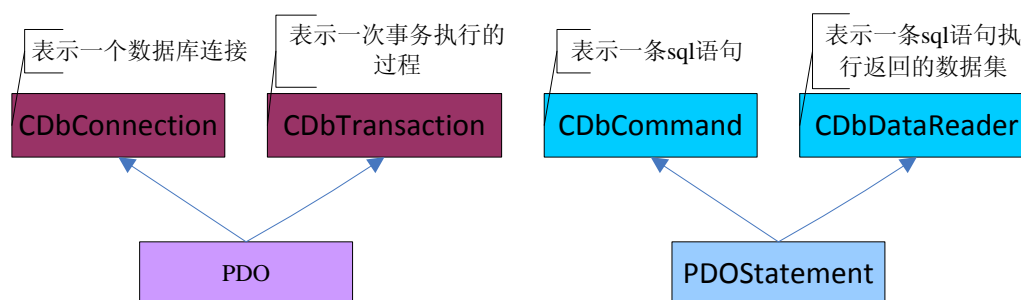 表示一个数据库连接
表示一次事务执行的
过程
表示一条sql语句
表示一条sql语句执
行返回的数据集
CDbConnection
CDbTransaction
CDbCommand
CDbDataReader
PDO
PDOStatement